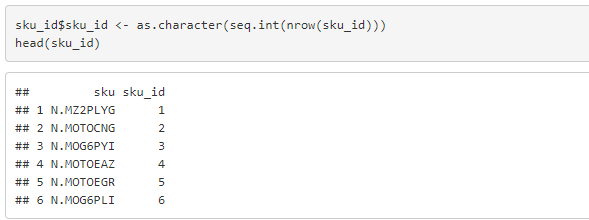 sku_id$sku_id <- as.character(seq.int(nrow(sku_id)))
head(sku_id)
##         sku sku_id
## 1 N.MZ2PLYG      1
## 2 N.MOTOCNG      2
## 3 N.MOG6PYI      3
## 4 N.MOTOEAZ      4
## 5 N.MOTOEGR      5
## 6 N.MOG6PLI      6